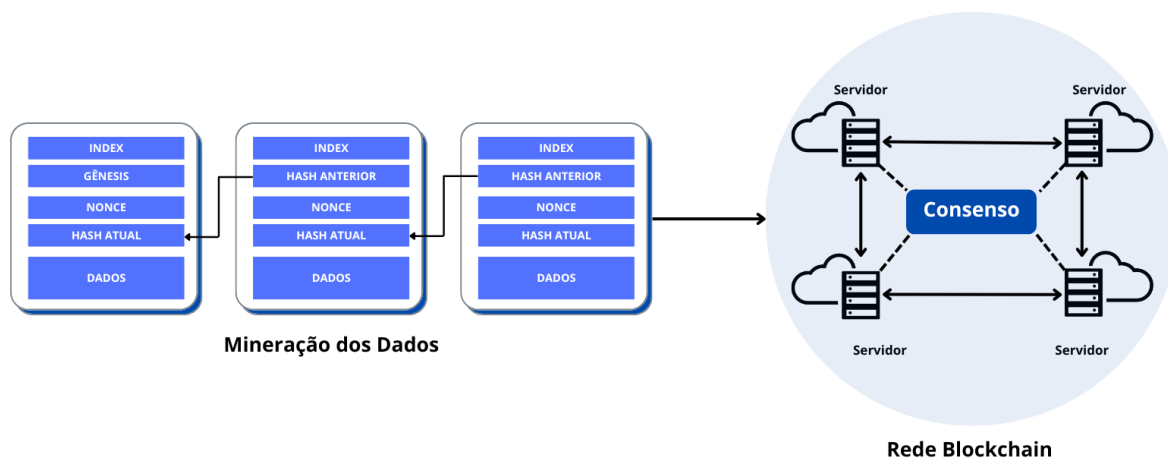 INDEX
GÊNESIS
NONCE
HASH ATUAL
DADOS
INDEX
HASH ANTERIOR
NONCE
HASH ATUAL
DADOS
INDEX
HASH ANTERIOR
NONCE
HASH ATUAL
DADOS
Mineração dos Dados
Servidor
Servidor
Consenso
Servidor
Servidor
Rede Blockchain